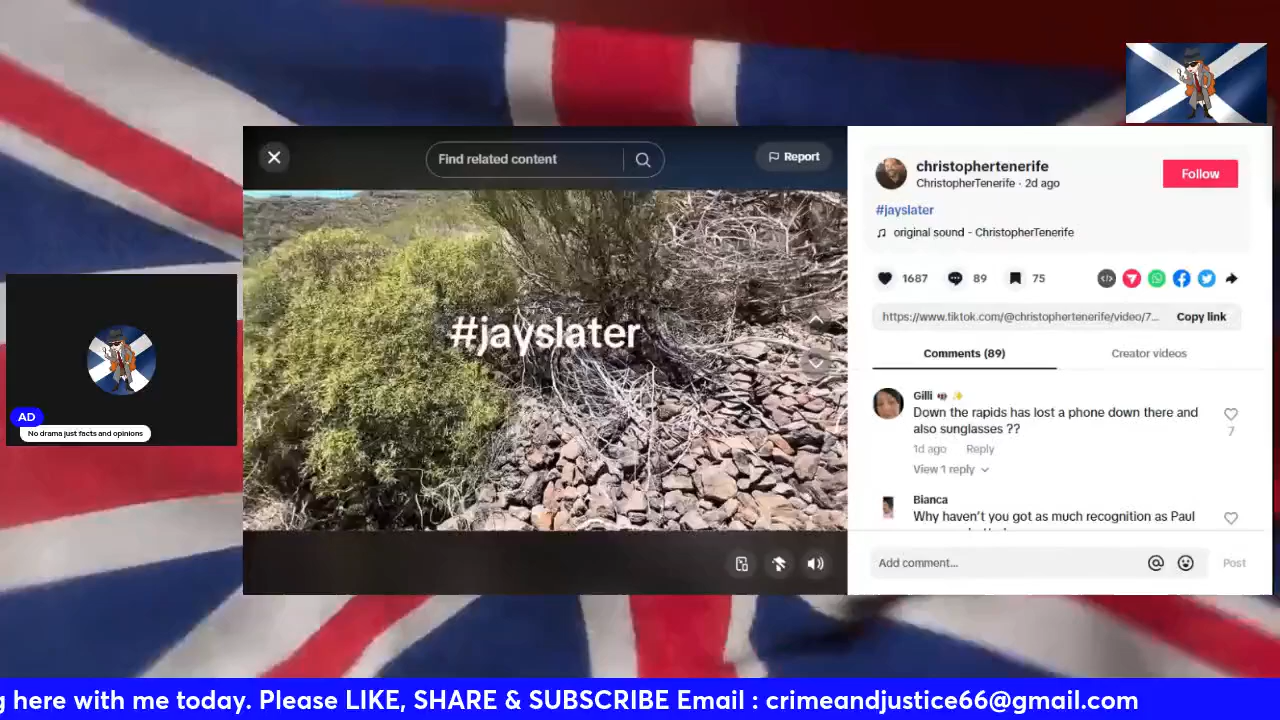 Find related content
Report
#jayslater
christophertenerife
ChristopherTenerife · 2d ago
Follow
#jayslater
original sound - ChristopherTenerife
1687
89
75
https://www.tiktok.com/@christophertenerife/video/7...
Copy link
Comments (89)
Creator videos
Gilli
Down the rapids has lost a phone down there and
also sunglasses ??
7
1d ago Reply
View 1 reply
Bianca
Why haven't you got as much recognition as Paul
Add comment...
Post
AD
No drama just facts and opinions
g here with me today. Please LIKE, SHARE & SUBSCRIBE Email : crimeandjustice66@gmail.com